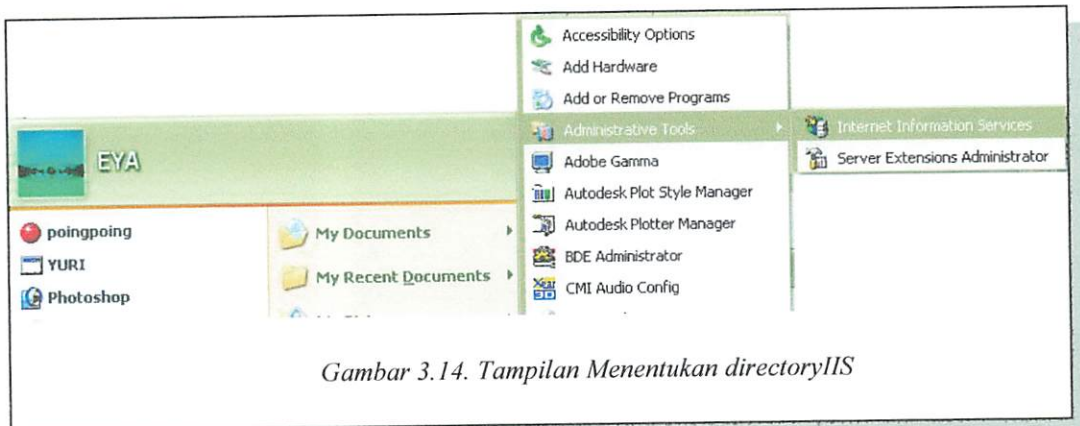 EYA
poingpoing
YURI
Photoshop
My Documents
My Recent Documents
Accessibility Options
Add Hardware
Add or Remove Programs
Administrative Tools
Adobe Gamma
Autodesk Plot Style Manager
Autodesk Plotter Manager
BDE Administrator
CMI Audio Config
Internet Information Services
Server Extensions Administrator
Gambar 3.14. Tampilan Menentukan directoryIIS